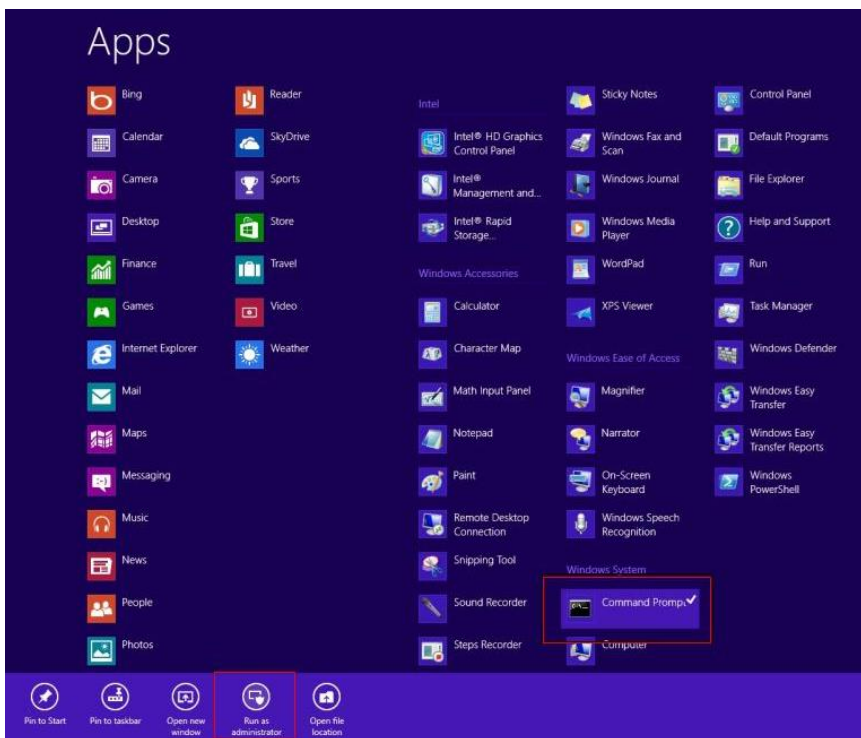 Apps
Bing
Calendar
Camera
Desktop
Finance
Games
Internet Explorer
Mail
Maps
Messaging
Music
News
People
Photos
Reader
SkyDrive
Sports
Store
Travel
Video
Weather
Intel
Intel® HD Graphics
Control Panel
Intel®
Management and...
Intel® Rapid
Storage...
Windows Accessories
Calculator
Character Map
Math Input Panel
Notepad
Paint
Remote Desktop
Connection
Snipping Tool
Sound Recorder
Steps Recorder
Sticky Notes
Windows Fax and
Scan
Windows Journal
Windows Media
Player
WordPad
XPS Viewer
Windows Ease of Access
Magnifier
Narrator
On-Screen
Keyboard
Windows Speech
Recognition
Windows System
Command Promp
Computer
Control Panel
Default Programs
File Explorer
Help and Support
Run
Task Manager
Windows Defender
Windows Easy
Transfer
Windows Easy
Transfer Reports
Windows
PowerShell
Pin to Start
Pin to taskbar
Open new
window
Run as
administrator
Open file
location